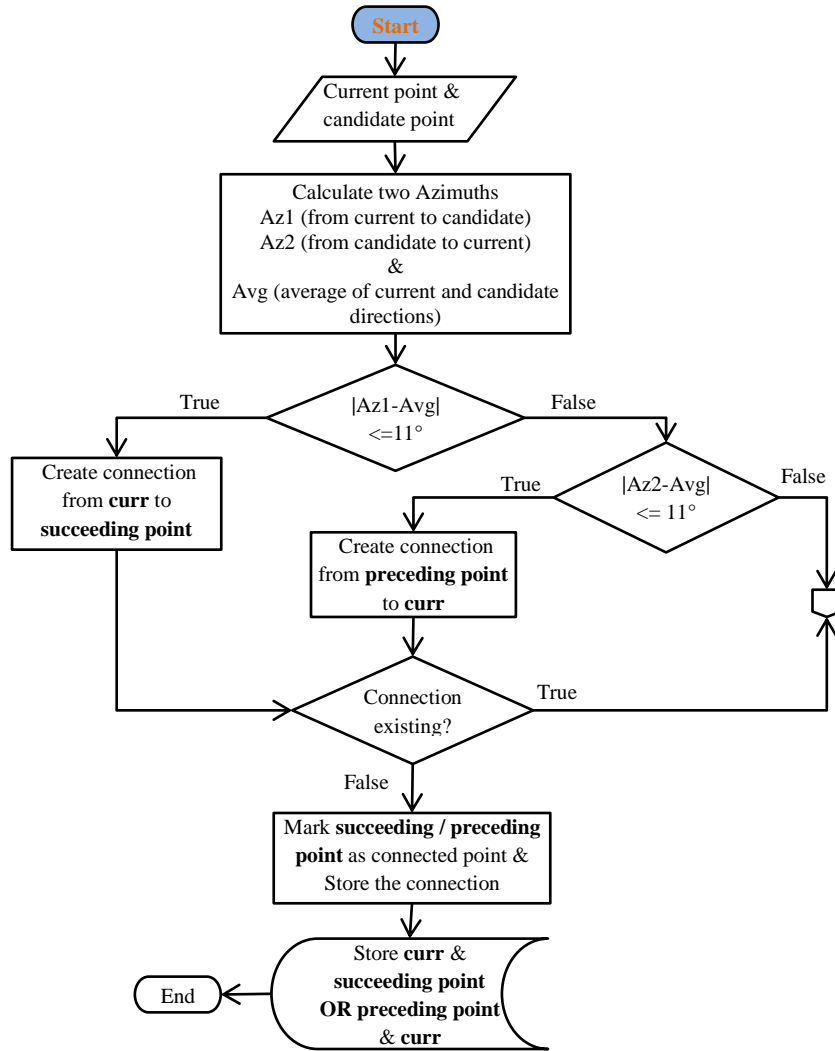 Start
Current point &
candidate point
Calculate two Azimuths
Az1 (from current to candidate)
Az2 (from candidate to current)
&
Avg (average of current and candidate
directions)
True
|Az1-Avg|
<=11°
False
Create connection
from curr to
succeeding point
True
|Az2-Avg|
<= 11°
False
Create connection
from preceding point
to curr
Connection
existing?
True
False
Mark succeeding / preceding
point as connected point &
Store the connection
Store curr &
succeeding point
OR preceding point
& curr
End